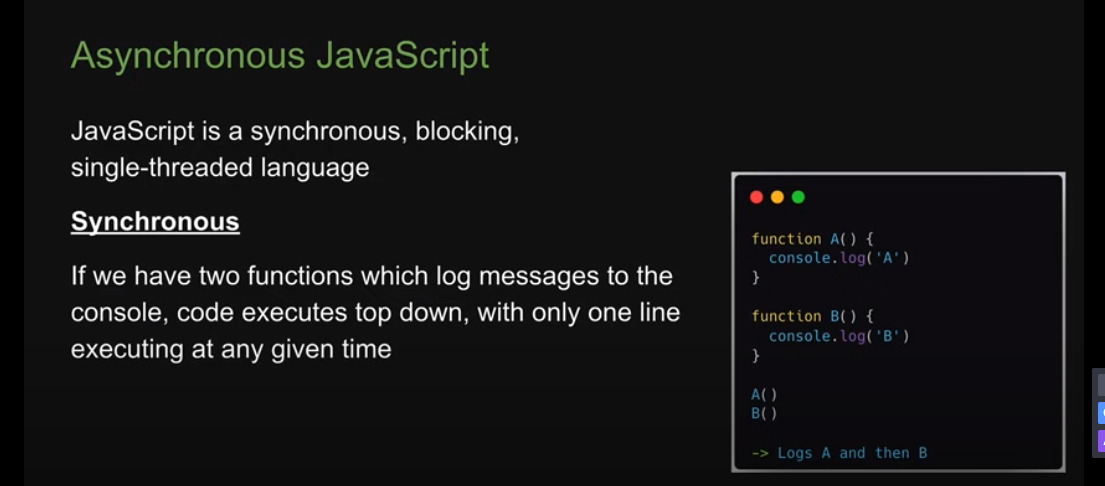 Asynchronous JavaScript
JavaScript is a synchronous, blocking,
single-threaded language
Synchronous
If we have two functions which log messages to the
console, code executes top down, with only one line
executing at any given time
function A() {
  console.log('A')
}
function B() {
  console.log('B')
}
A()
B()
-> Logs A and then B